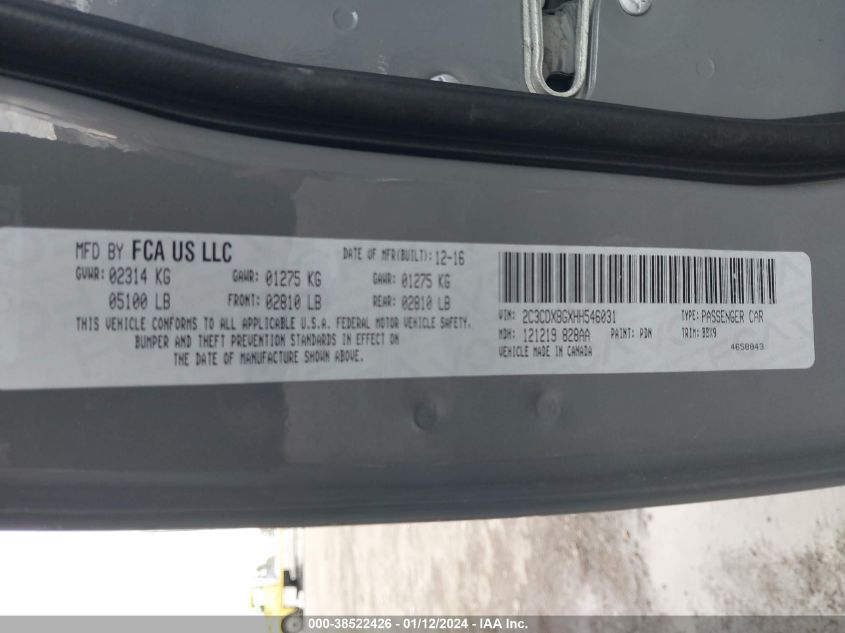 MFD BY FCA US LLC
DATE OF MFR(BUILT): 12-16
GVWR: 02314 KG GAWR: 01275 KG GAWR: 01275 KG
05100 LB FRONT: 02810 LB REAR: 02810 LB
THIS VEHICLE CONFORMS TO ALL APPLICABLE U.S.A. FEDERAL MOTOR VEHICLE SAFETY,
BUMPER AND THEFT PREVENTION STANDARDS IN EFFECT ON
THE DATE OF MANUFACTURE SHOWN ABOVE.
VIN: 2C3CDXBGXHH546031 TYPE: PASSENGER CAR
MDH: 121219 828AA PAINT: PDN TRIM:
VEHICLE MADE IN CANADA 4658043
000-38522426 - 01/12/2024 - IAA Inc.